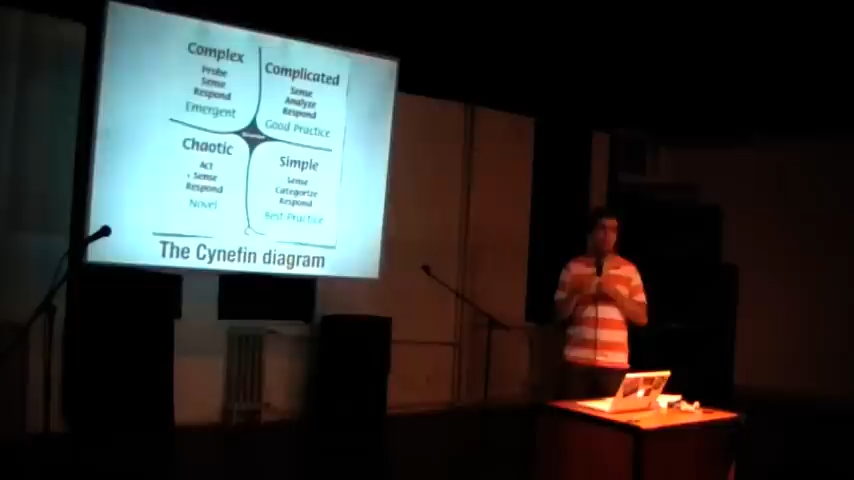 Complex
Probe
Sense
Respond
Emergent
Complicated
Sense
Analyze
Respond
Good Practice
Chaotic
Act
Sense
Respond
Novel
Simple
Sense
Categorize
Respond
Best Practice
The Cynefin diagram